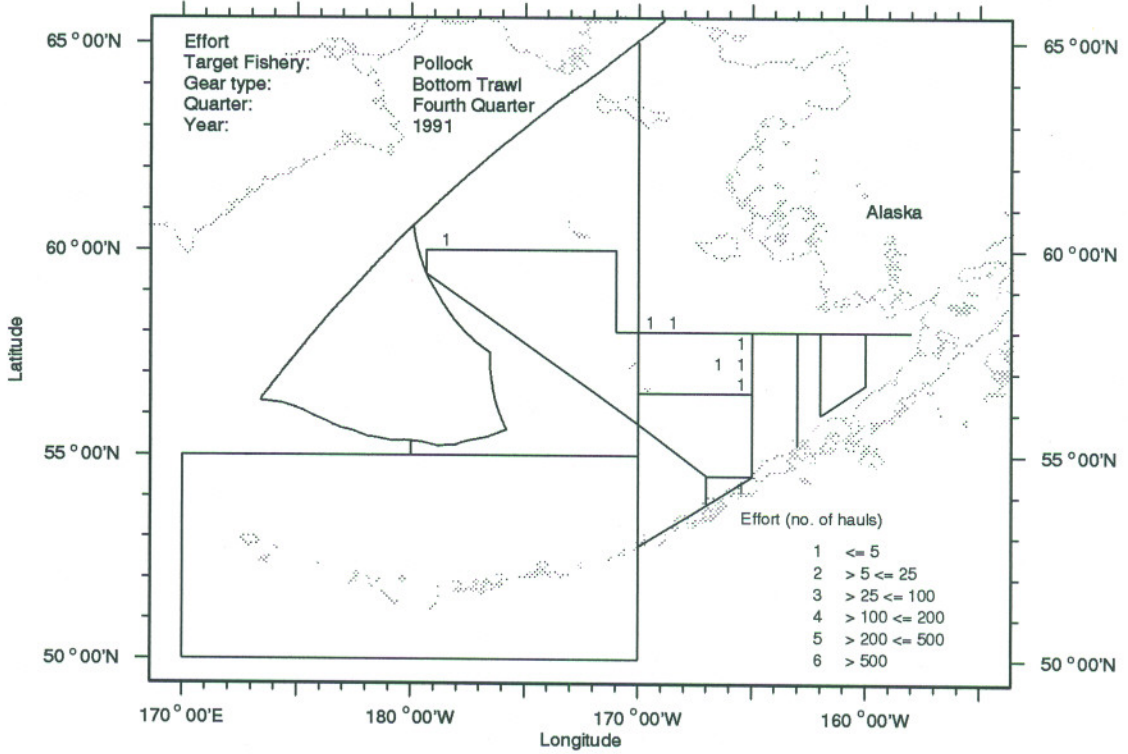 65 °00'N
65 °00'N
Effort
Target Fishery: Pollock
Gear type: Bottom Trawl
Quarter: Fourth Quarter
Year: 1991
Alaska
60 °00'N
1
60 °00'N
1 1
1
1 1
1
Latitude
55 °00'N
55 °00'N
Effort (no. of hauls)
1 <= 5
2 > 5 <= 25
3 > 25 <= 100
4 > 100 <= 200
5 > 200 <= 500
6 > 500
50 °00'N
50 °00'N
170 °00'E
180 °00'W
170 °00'W
160 °00'W
Longitude